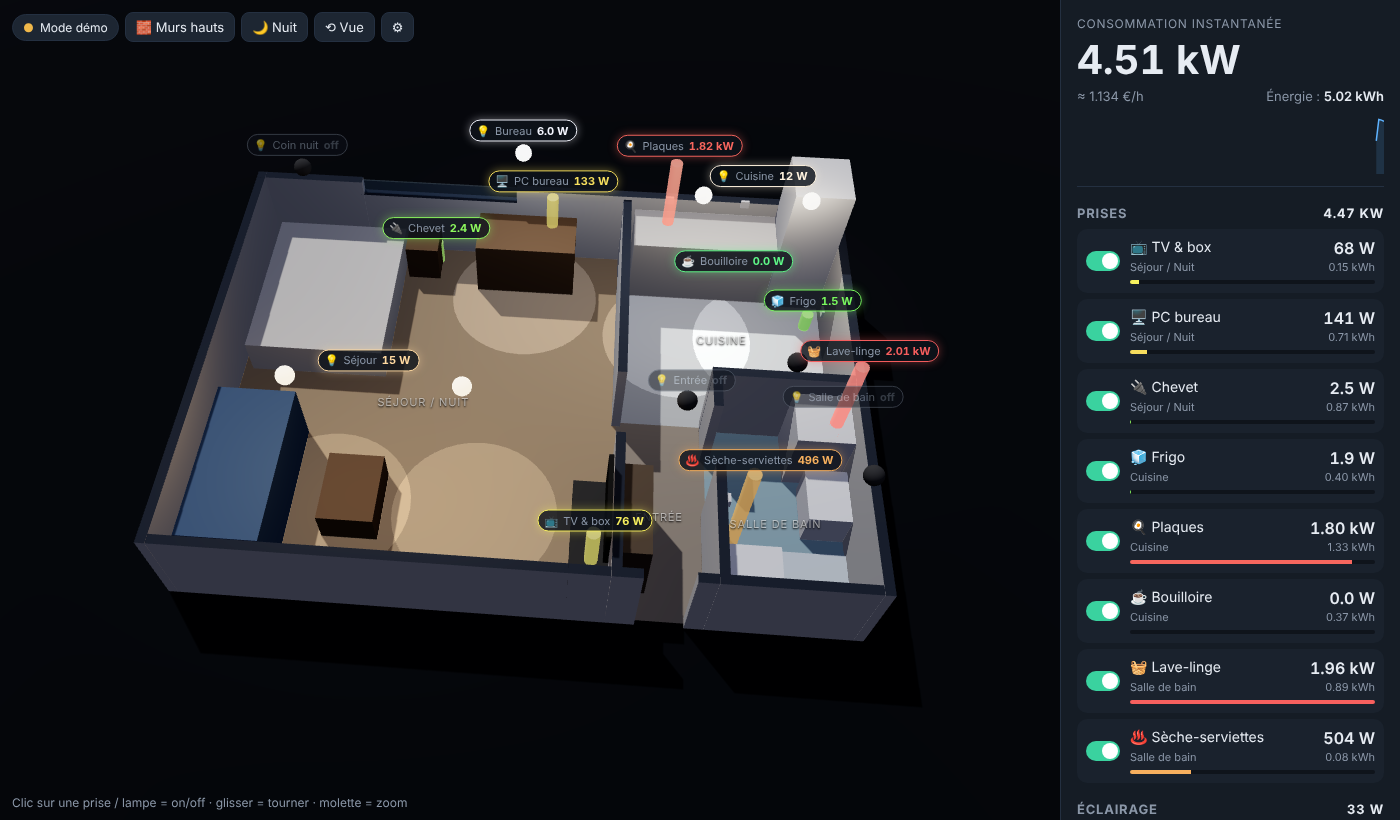 Mode démo
🧱 Murs hauts
🌙 Nuit
⟲ Vue
⚙
💡 Coin nuit off
💡 Bureau 6.0 W
🍳 Plaques 1.82 kW
🖥️ PC bureau 133 W
💡 Cuisine 12 W
🔌 Chevet 2.4 W
☕ Bouilloire 0.0 W
🧊 Frigo 1.5 W
CUISINE
🧺 Lave-linge 2.01 kW
💡 Séjour 15 W
💡 Entrée off
💡 Salle de bain off
SÉJOUR / NUIT
♨️ Sèche-serviettes 496 W
📺 TV & box 76 W
TRÉE
SALLE DE BAIN
Clic sur une prise / lampe = on/off · glisser = tourner · molette = zoom
CONSOMMATION INSTANTANÉE
4.51 kW
≈ 1.134 €/h
Énergie : 5.02 kWh
PRISES
4.47 KW
📺 TV & box
68 W
Séjour / Nuit
0.15 kWh
🖥️ PC bureau
141 W
Séjour / Nuit
0.71 kWh
🔌 Chevet
2.5 W
Séjour / Nuit
0.87 kWh
🧊 Frigo
1.9 W
Cuisine
0.40 kWh
🍳 Plaques
1.80 kW
Cuisine
1.33 kWh
☕ Bouilloire
0.0 W
Cuisine
0.37 kWh
🧺 Lave-linge
1.96 kW
Salle de bain
0.89 kWh
♨️ Sèche-serviettes
504 W
Salle de bain
0.08 kWh
ÉCLAIRAGE
33 W